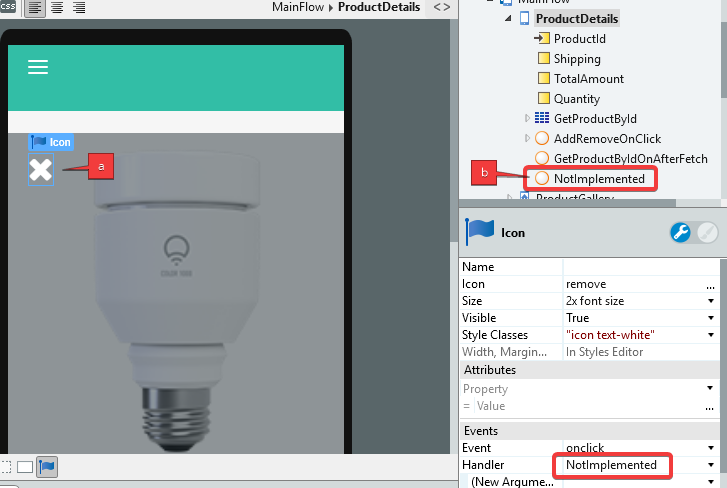 css
MainFlow ▸ ProductDetails
< >
Icon
a
COLOR 1000
MainFlow
ProductDetails
ProductId
Shipping
TotalAmount
Quantity
GetProductById
AddRemoveOnClick
GetProductByIdOnAfterFetch
b
NotImplemented
ProductGallery
Icon
Name
Icon remove ...
Size 2x font size
Visible True
Style Classes "icon text-white"
Width, Margin... In Styles Editor
Attributes
Property
= Value ...
Events
Event onclick
Handler NotImplemented
(New Argume...